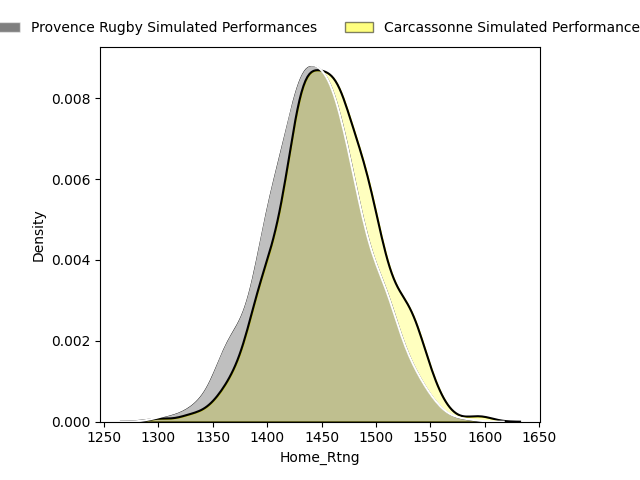 Provence Rugby Simulated Performances
Carcassonne Simulated Performance
0.008
0.006
0.004
0.002
0.000
Density
1250 1300 1350 1400 1450 1500 1550 1600 1650
Home_Rtng